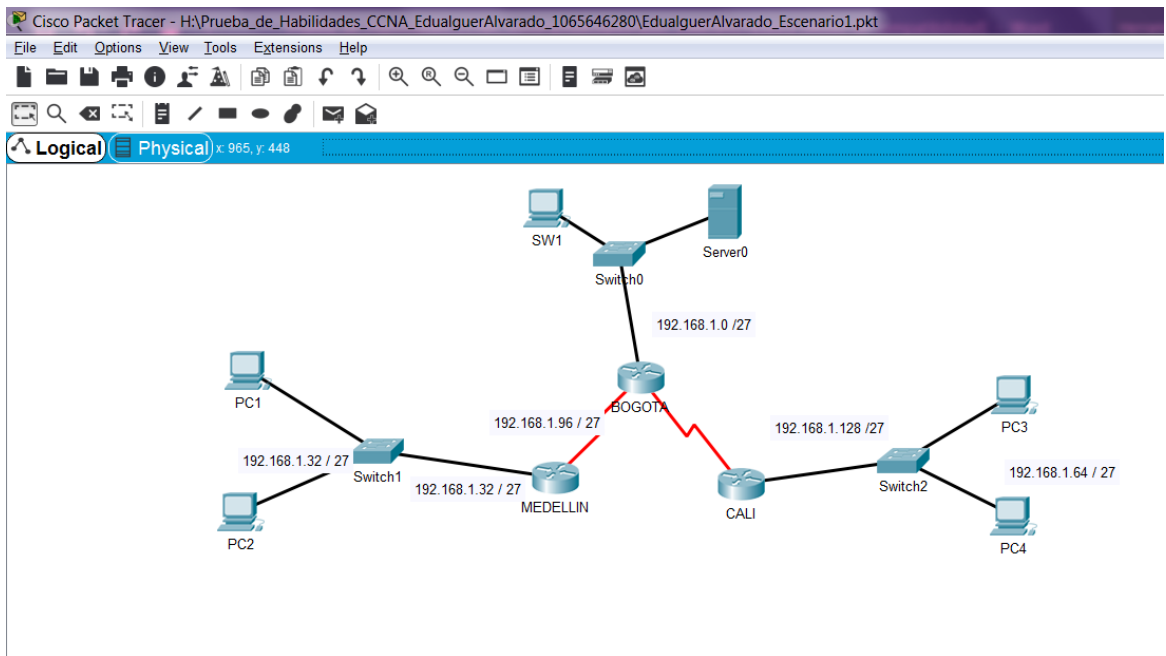 Cisco Packet Tracer - H:\Prueba_de_Habilidades_CCNA_EdualguerAlvarado_1065646280\EdualguerAlvarado_Escenario1.pkt
File Edit Options View Tools Extensions Help
Logical Physical x: 965, y: 448
SW1
Server0
Switch0
192.168.1.0 /27
PC1
BOGOTA
PC3
192.168.1.96 / 27
192.168.1.128 /27
192.168.1.32 / 27
Switch1
192.168.1.32 / 27
MEDELLIN
CALI
Switch2
192.168.1.64 / 27
PC2
PC4